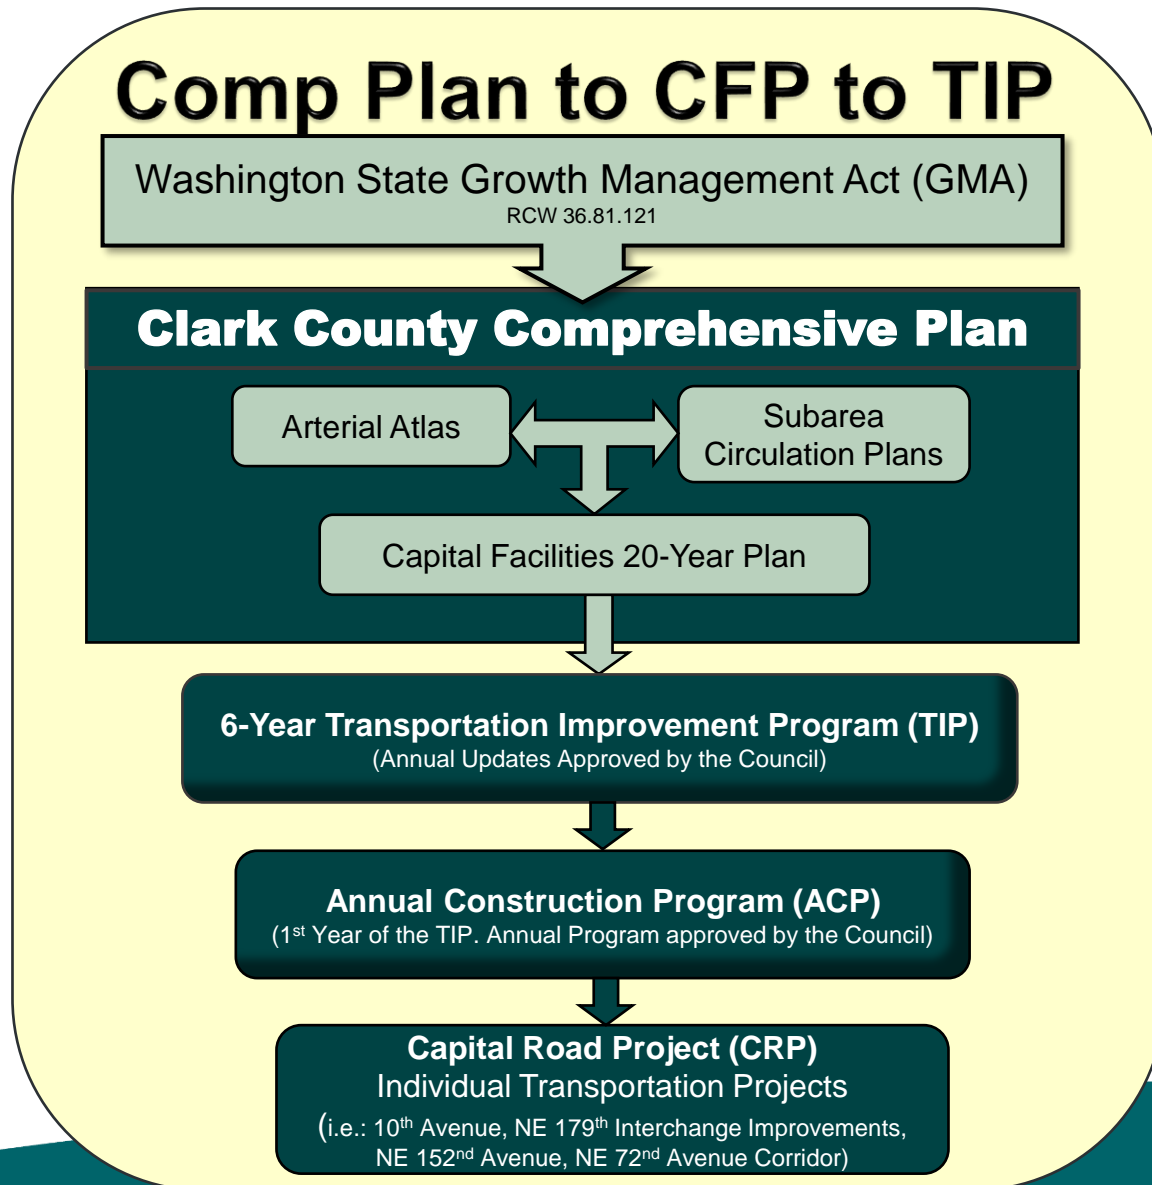 Comp Plan to CFP to TIP
Washington State Growth Management Act (GMA)
RCW 36.81.121
Clark County Comprehensive Plan
Arterial Atlas
Subarea
Circulation Plans
Capital Facilities 20-Year Plan
6-Year Transportation Improvement Program (TIP)
(Annual Updates Approved by the Council)
Annual Construction Program (ACP)
(1st Year of the TIP. Annual Program approved by the Council)
Capital Road Project (CRP)
Individual Transportation Projects
(i.e.: 10th Avenue, NE 179th Interchange Improvements,
NE 152nd Avenue, NE 72nd Avenue Corridor)